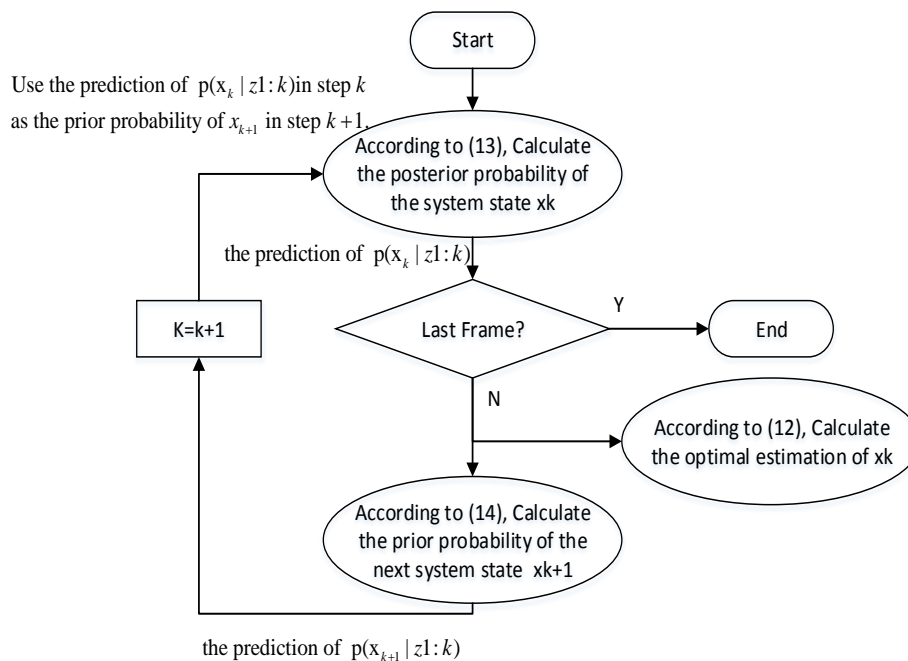 Start
Use the prediction of p(x_k | z1:k)in step k
as the prior probability of x_{k+1} in step k+1.
According to (13), Calculate
the posterior probability of
the system state xk
the prediction of p(x_k | z1:k)
K=k+1
Last Frame?
Y
End
N
According to (12), Calculate
the optimal estimation of xk
According to (14), Calculate
the prior probability of the
next system state xk+1
the prediction of p(x_{k+1} | z1:k)